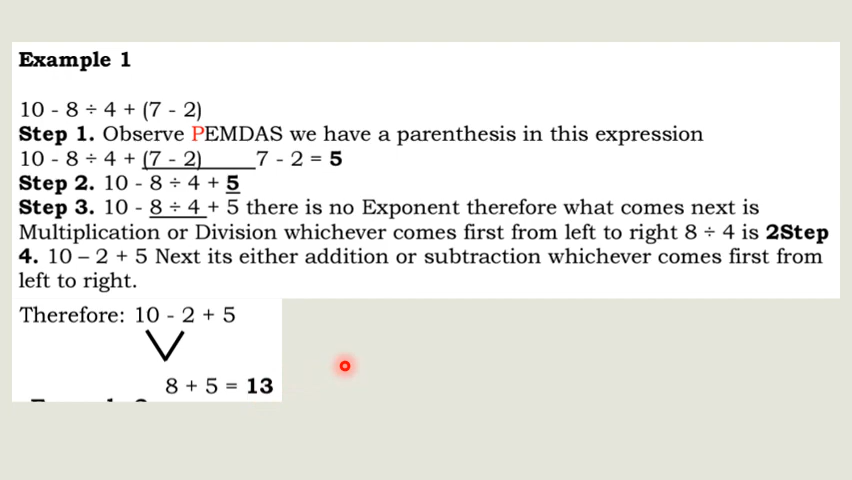 Example 1
10 - 8 ÷ 4 + (7 - 2)
Step 1. Observe PEMDAS we have a parenthesis in this expression
10 - 8 ÷ 4 + (7 - 2)____7 - 2 = 5
Step 2. 10 - 8 ÷ 4 + 5
Step 3. 10 - 8 ÷ 4 + 5 there is no Exponent therefore what comes next is
Multiplication or Division whichever comes first from left to right 8 ÷ 4 is 2Step
4. 10 – 2 + 5 Next its either addition or subtraction whichever comes first from
left to right.
Therefore: 10 - 2 + 5
8 + 5 = 13